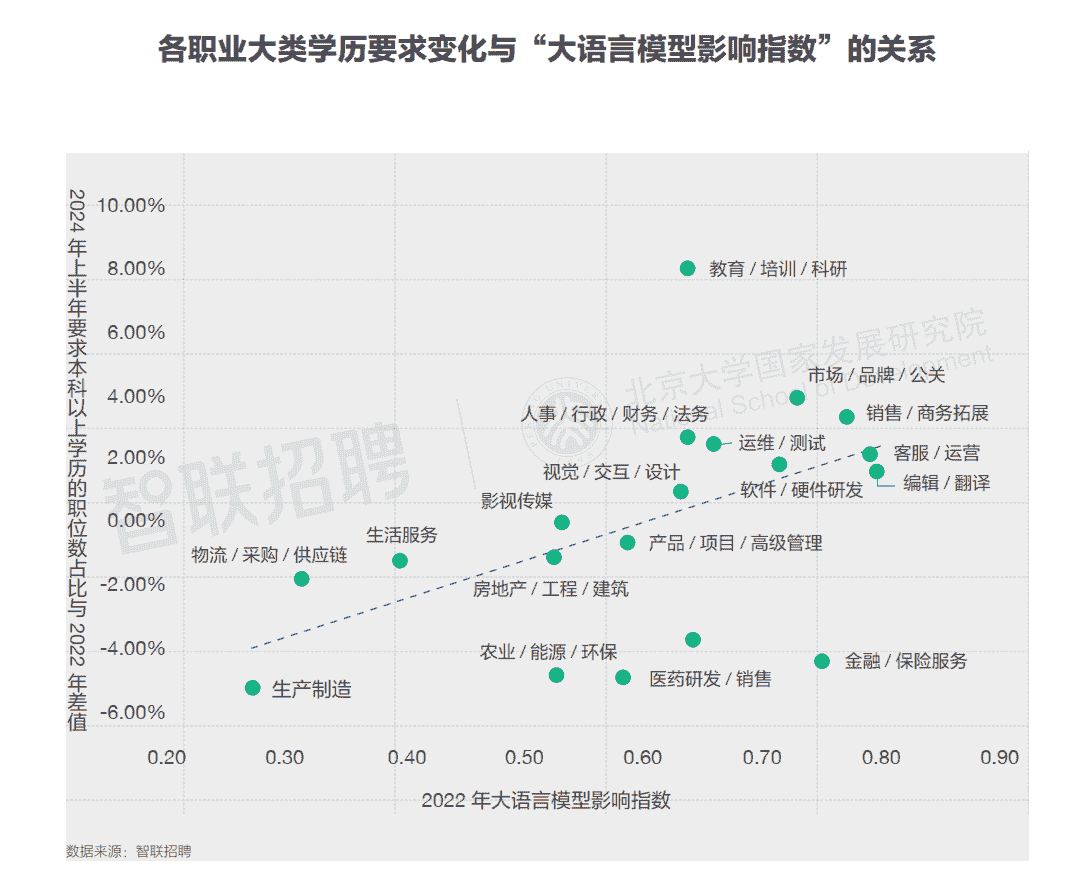 各职业大类学历要求变化与“大语言模型影响指数”的关系
2024 年上半年要求本科以上学历的职位数占比与 2022 年差值
10.00%
8.00%
6.00%
4.00%
2.00%
0.00%
-2.00%
-4.00%
-6.00%
教育 / 培训 / 科研
市场 / 品牌 / 公关
销售 / 商务拓展
人事 / 行政 / 财务 / 法务
运维 / 测试
客服 / 运营
视觉 / 交互 / 设计
软件 / 硬件研发
编辑 / 翻译
影视传媒
生活服务
产品 / 项目 / 高级管理
物流 / 采购 / 供应链
房地产 / 工程 / 建筑
农业 / 能源 / 环保
金融 / 保险服务
医药研发 / 销售
生产制造
智联招聘
北京大学国家发展研究院
National School of Development
0.20 0.30 0.40 0.50 0.60 0.70 0.80 0.90
2022 年大语言模型影响指数
数据来源：智联招聘